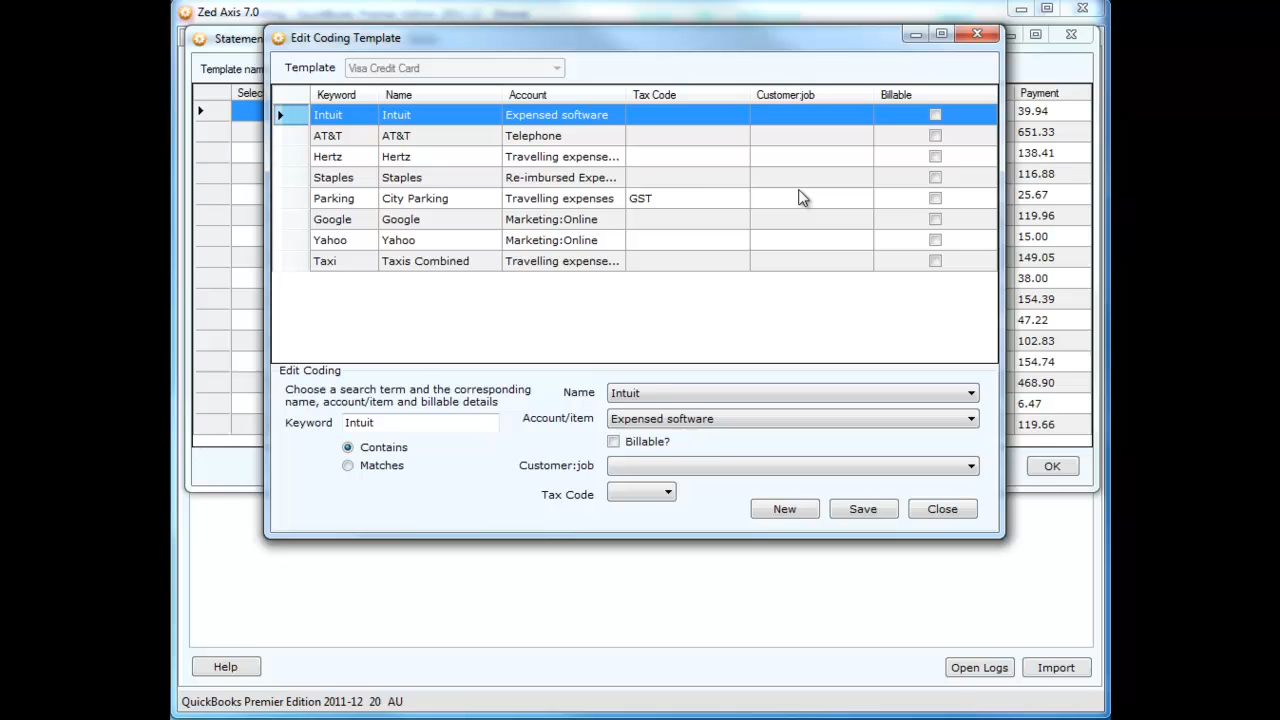 Zed Axis 7.0
Statemen
Edit Coding Template
Template nam
Template Visa Credit Card
Selec
Keyword Name Account Tax Code Customer:job Billable
Payment
Intuit Intuit Expensed software
39.94
AT&T AT&T Telephone
651.33
Hertz Hertz Travelling expense...
138.41
Staples Staples Re-imbursed Expe...
116.88
Parking City Parking Travelling expenses GST
25.67
Google Google Marketing:Online
119.96
Yahoo Yahoo Marketing:Online
15.00
Taxi Taxis Combined Travelling expense...
149.05
38.00
154.39
47.22
102.83
154.74
468.90
6.47
119.66
Edit Coding
Choose a search term and the corresponding
name, account/item and billable details
Keyword Intuit
Contains
Matches
Name Intuit
Account/item Expensed software
Billable?
Customer:job
Tax Code
New Save Close
OK
Help
Open Logs Import
QuickBooks Premier Edition 2011-12 20 AU